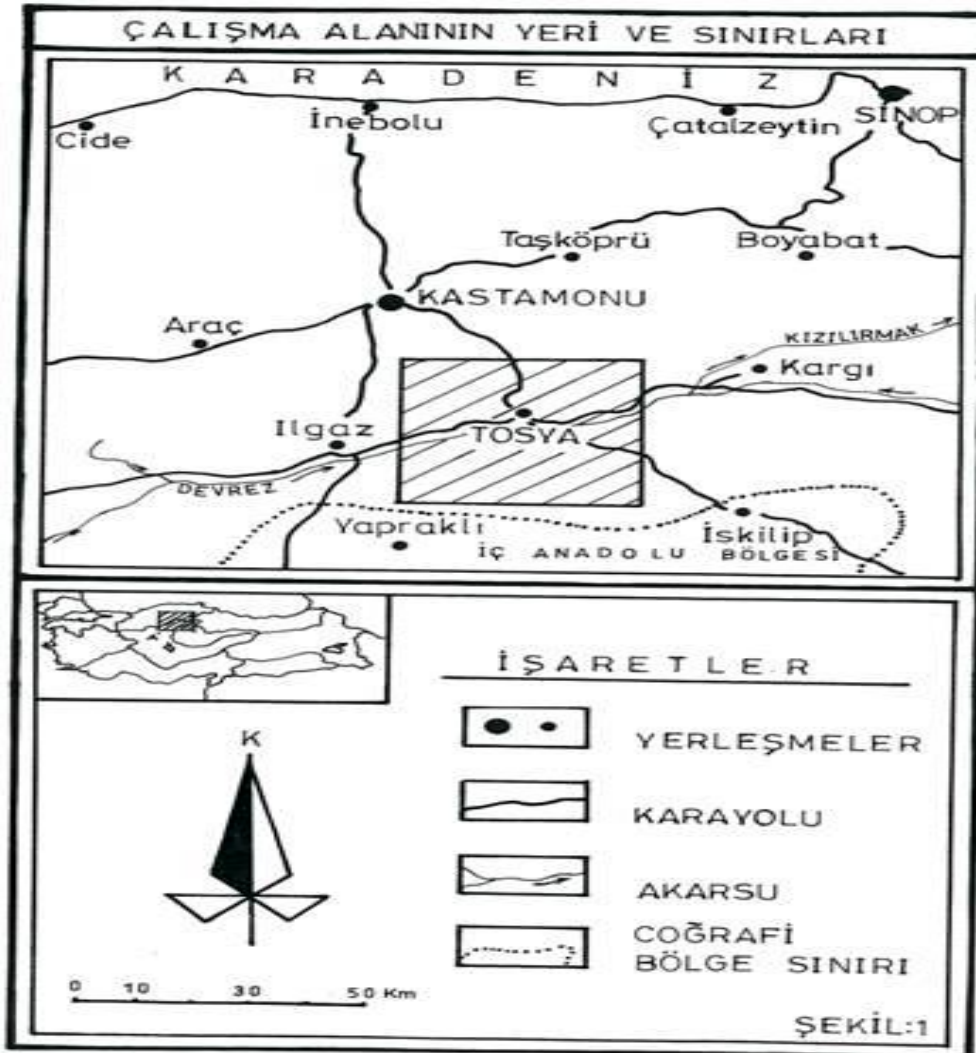 ÇALIŞMA ALANININ YERİ VE SINIRLARI
KARADENİZ
Cide
İnebolu
Çatalzeytin
SİNOP
Taşköprü
Boyabat
KASTAMONU
Araç
KIZILIRMAK
Kargı
Ilgaz
TOSYA
DEVREZ
Yapraklı
İskilip
İÇ ANADOLU BÖLGESİ
İŞARETLER
K
YERLEŞMELER
KARAYOLU
AKARSU
COĞRAFİ
BÖLGE SINIRI
0 10 30 50 Km
ŞEKİL:1